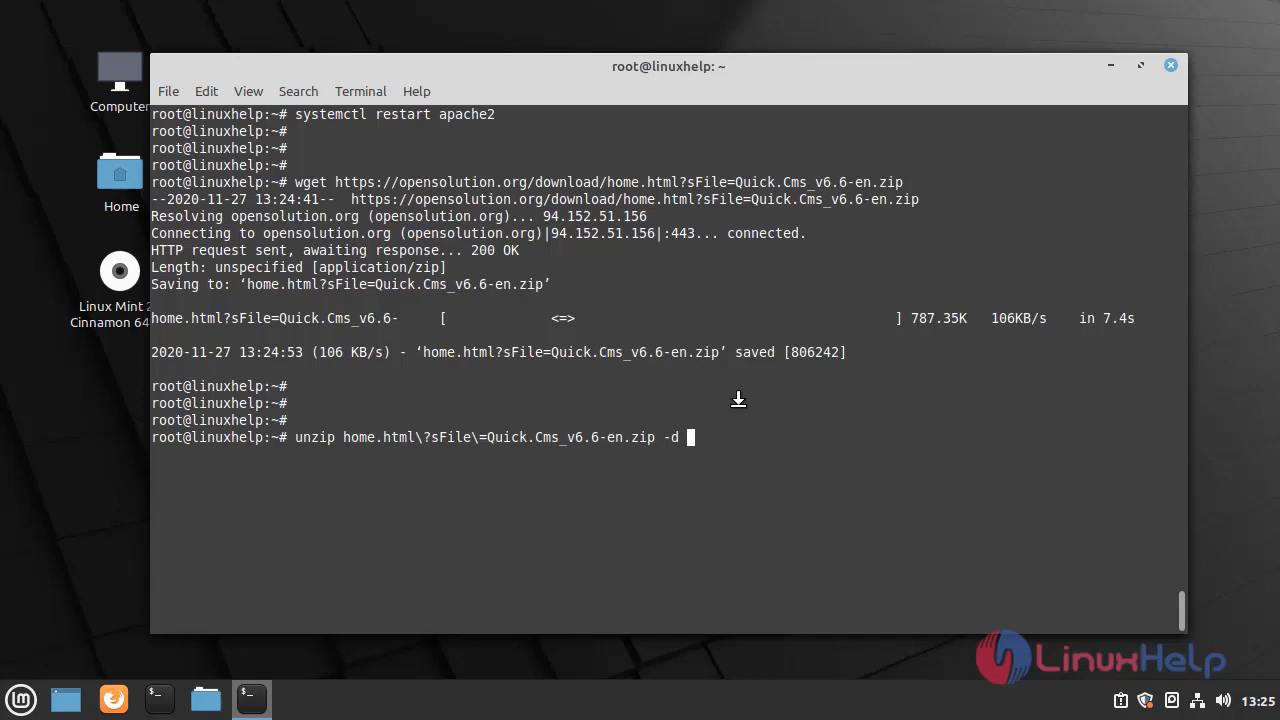 root@linuxhelp: ~
File Edit View Search Terminal Help
root@linuxhelp:~# systemctl restart apache2
root@linuxhelp:~#
root@linuxhelp:~#
root@linuxhelp:~#
root@linuxhelp:~# wget https://opensolution.org/download/home.html?sFile=Quick.Cms_v6.6-en.zip
--2020-11-27 13:24:41--  https://opensolution.org/download/home.html?sFile=Quick.Cms_v6.6-en.zip
Resolving opensolution.org (opensolution.org)... 94.152.51.156
Connecting to opensolution.org (opensolution.org)|94.152.51.156|:443... connected.
HTTP request sent, awaiting response... 200 OK
Length: unspecified [application/zip]
Saving to: ‘home.html?sFile=Quick.Cms_v6.6-en.zip’
home.html?sFile=Quick.Cms_v6.6-     [             <=>                                        ] 787.35K   106KB/s    in 7.4s
2020-11-27 13:24:53 (106 KB/s) - ‘home.html?sFile=Quick.Cms_v6.6-en.zip’ saved [806242]
root@linuxhelp:~#
root@linuxhelp:~#
root@linuxhelp:~#
root@linuxhelp:~# unzip home.html\?sFile\=Quick.Cms_v6.6-en.zip -d
Computer
Home
Linux Mint 2
Cinnamon 64
LinuxHelp
13:25